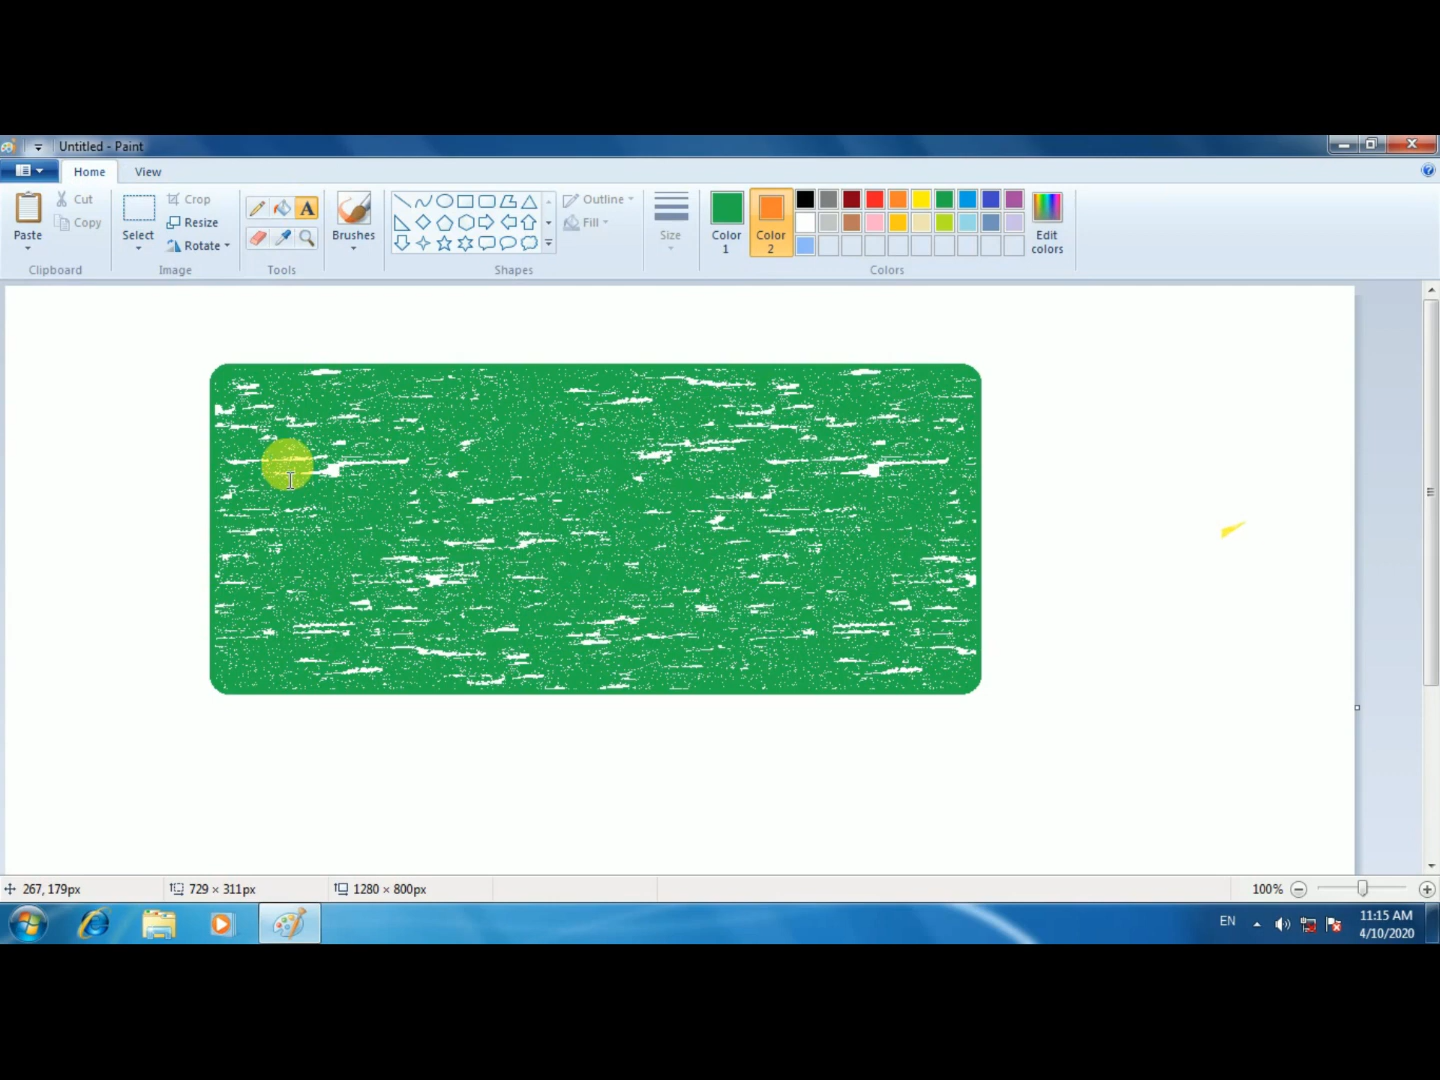 Untitled - Paint
Home View
Paste Cut Copy Clipboard
Select Crop Resize Rotate Image
A Tools
Brushes
Outline Fill Shapes
Size
Color 1 Color 2 Edit colors Colors
267, 179px 729 × 311px 1280 × 800px 100%
EN 11:15 AM
4/10/2020